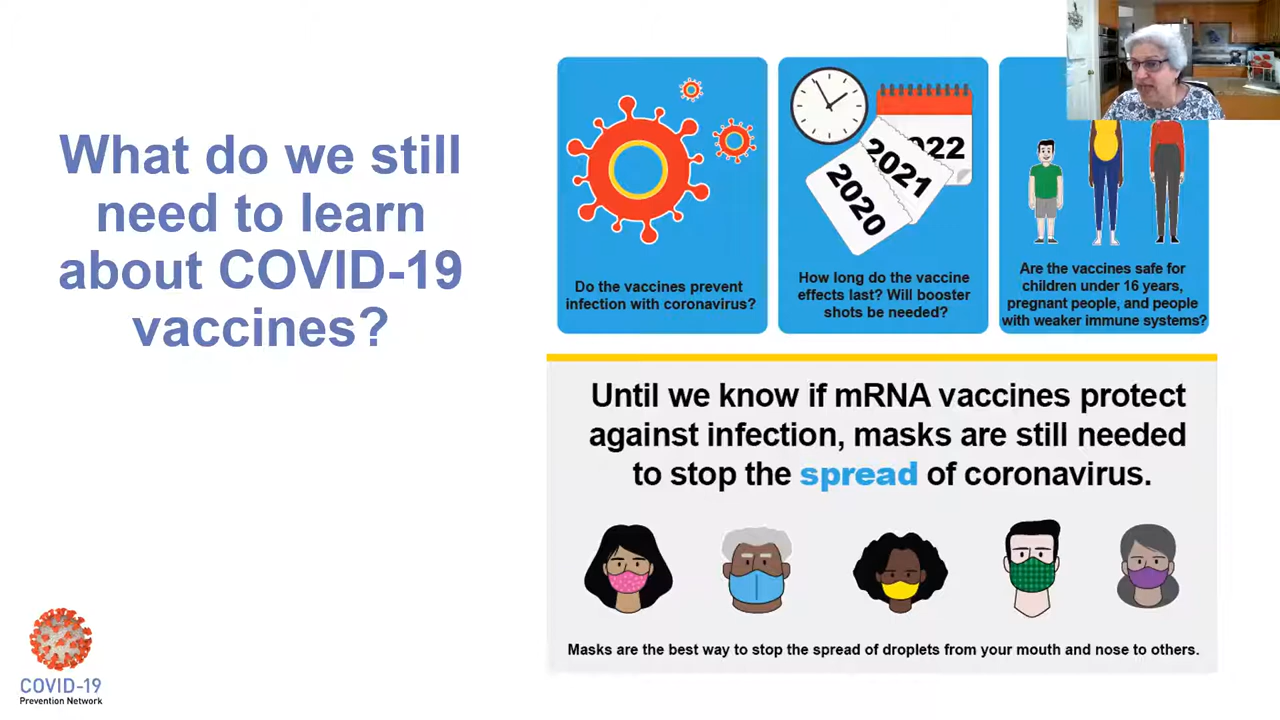 What do we still
need to learn
about COVID-19
vaccines?
Do the vaccines prevent
infection with coronavirus?
2020
2021
022
How long do the vaccine
effects last? Will booster
shots be needed?
Are the vaccines safe for
children under 16 years,
pregnant people, and people
with weaker immune systems?
Until we know if mRNA vaccines protect
against infection, masks are still needed
to stop the spread of coronavirus.
Masks are the best way to stop the spread of droplets from your mouth and nose to others.
COVID-19
Prevention Network